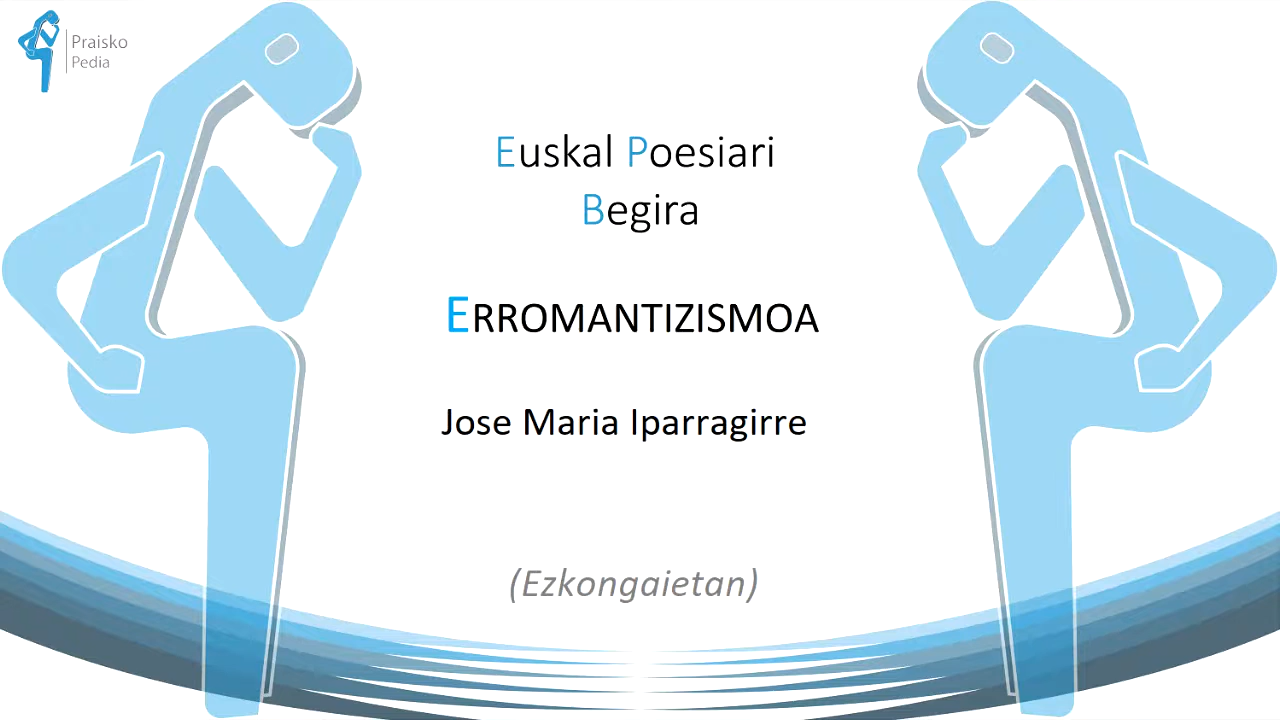 Praisko
Pedia
Euskal Poesiari
Begira
ERROMANTIZISMOA
Jose Maria Iparragirre
(Ezkongaietan)